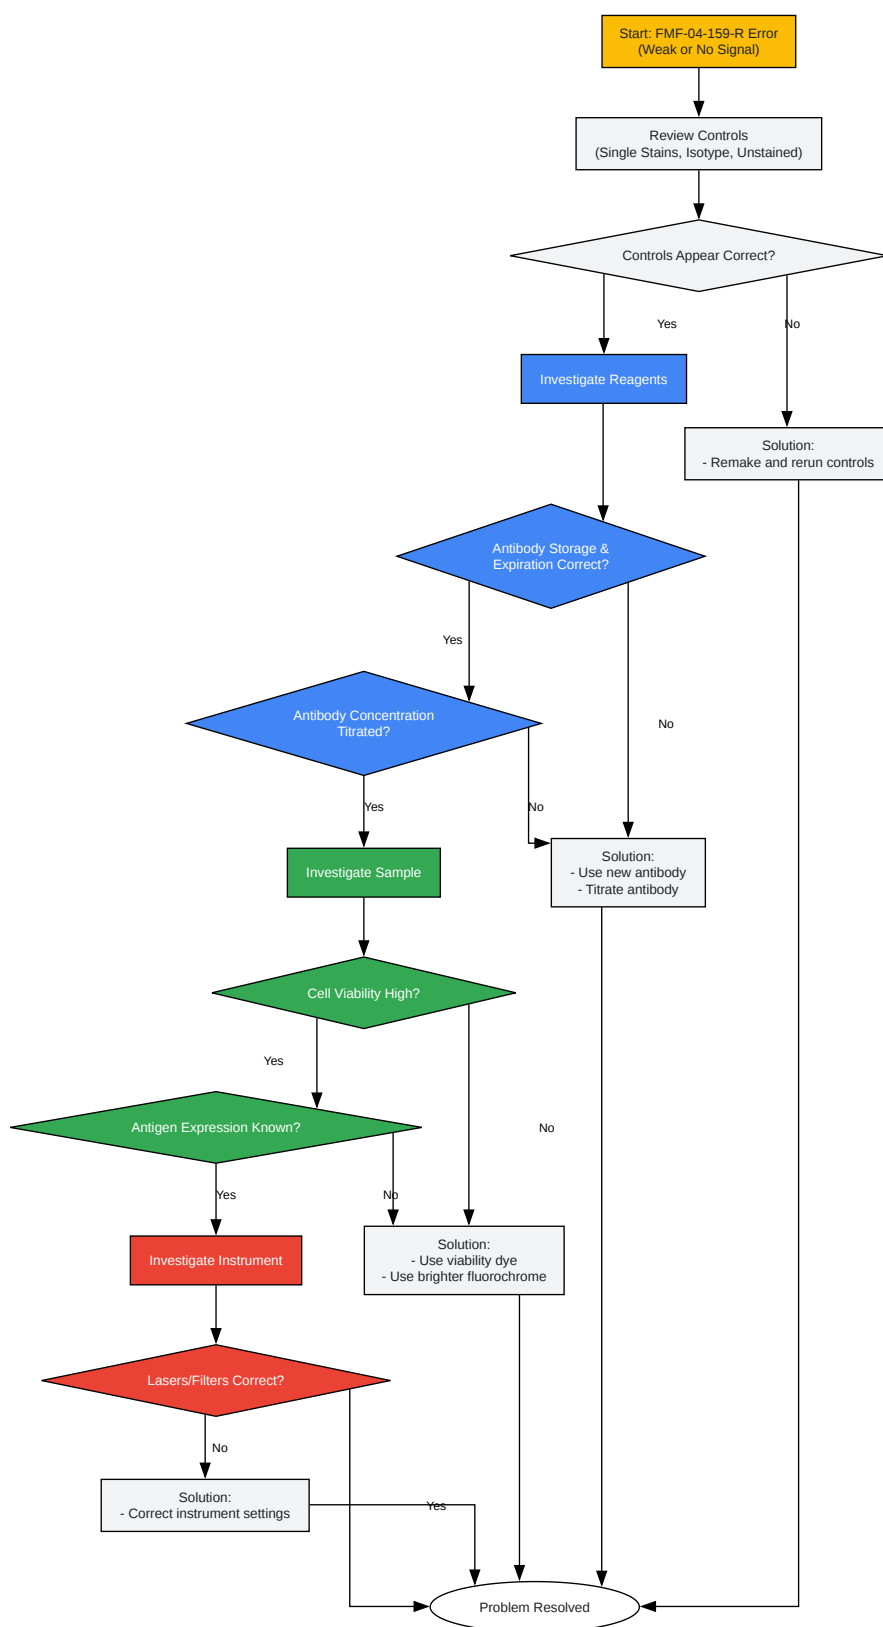 Start: FMF-04-159-R Error
(Weak or No Signal)
Review Controls
(Single Stains, Isotype, Unstained)
Controls Appear Correct?
Yes
No
Investigate Reagents
Solution:
- Remake and rerun controls
Antibody Storage &
Expiration Correct?
Yes
No
Antibody Concentration
Titrated?
Yes
No
Solution:
- Use new antibody
- Titrate antibody
Investigate Sample
Cell Viability High?
Yes
No
Antigen Expression Known?
Yes
No
Solution:
- Use viability dye
- Use brighter fluorochrome
Investigate Instrument
Lasers/Filters Correct?
No
Yes
Solution:
- Correct instrument settings
Problem Resolved